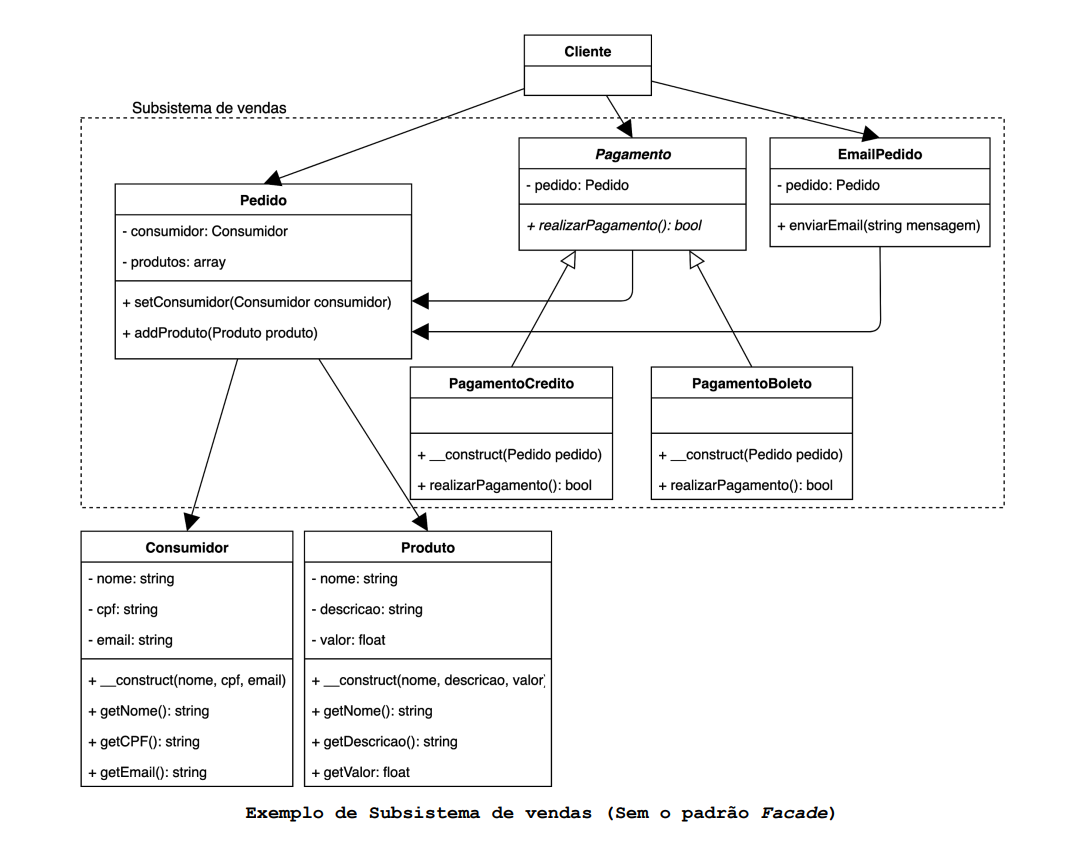 Cliente
Subsistema de vendas
Pagamento
- pedido: Pedido
+ realizarPagamento(): bool
EmailPedido
- pedido: Pedido
+ enviarEmail(string mensagem)
Pedido
- consumidor: Consumidor
- produtos: array
+ setConsumidor(Consumidor consumidor)
+ addProduto(Produto produto)
PagamentoCredito
+ __construct(Pedido pedido)
+ realizarPagamento(): bool
PagamentoBoleto
+ __construct(Pedido pedido)
+ realizarPagamento(): bool
Consumidor
- nome: string
- cpf: string
- email: string
+ __construct(nome, cpf, email)
+ getNome(): string
+ getCPF(): string
+ getEmail(): string
Produto
- nome: string
- descricao: string
- valor: float
+ __construct(nome, descricao, valor)
+ getNome(): string
+ getDescricao(): string
+ getValor: float
Exemplo de Subsistema de vendas (Sem o padrão Facade)